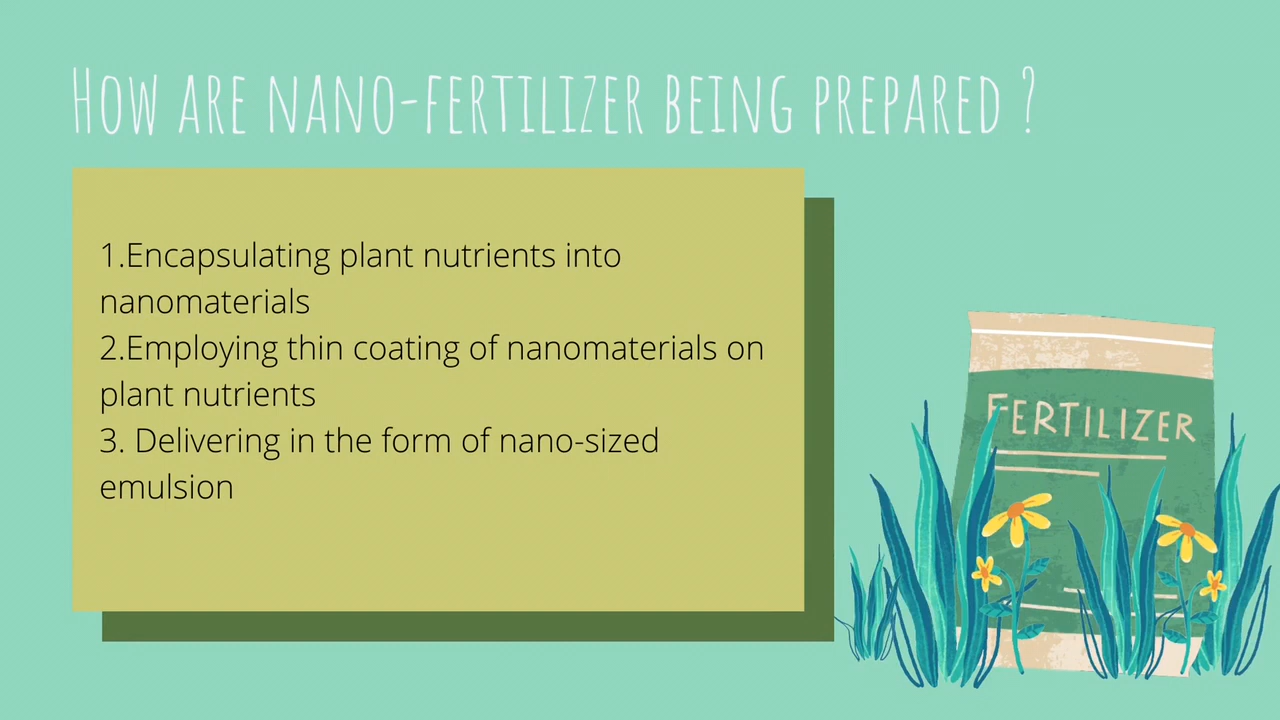 How are nano-fertilizer being prepared ?
1.Encapsulating plant nutrients into
nanomaterials
2.Employing thin coating of nanomaterials on
plant nutrients
3. Delivering in the form of nano-sized
emulsion
FERTILIZER